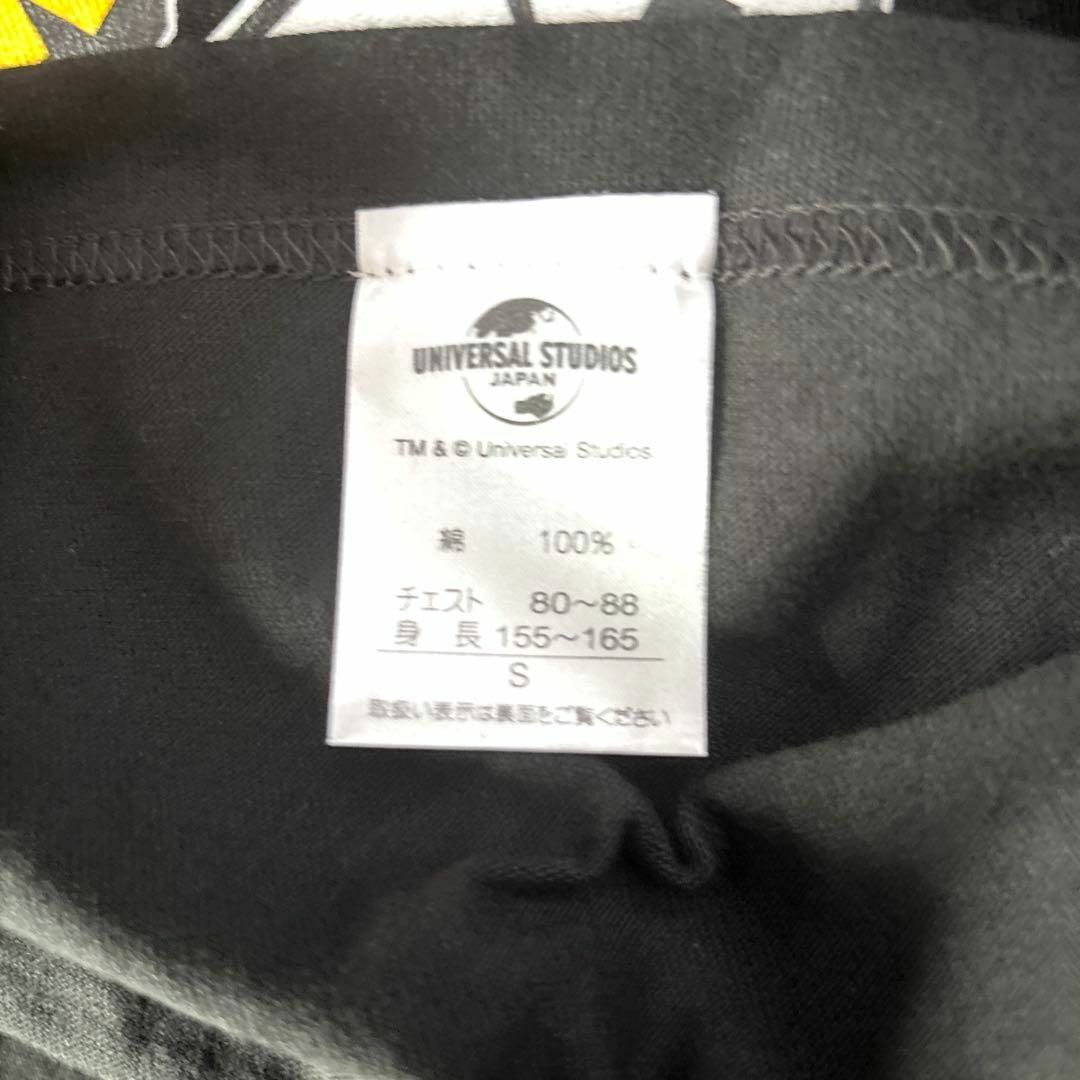 UNIVERSAL STUDIOS
JAPAN
TM & © Universal Studios
綿 100%
チェスト 80～88
身 長 155～165
S
取扱い表示は裏面をご覧ください